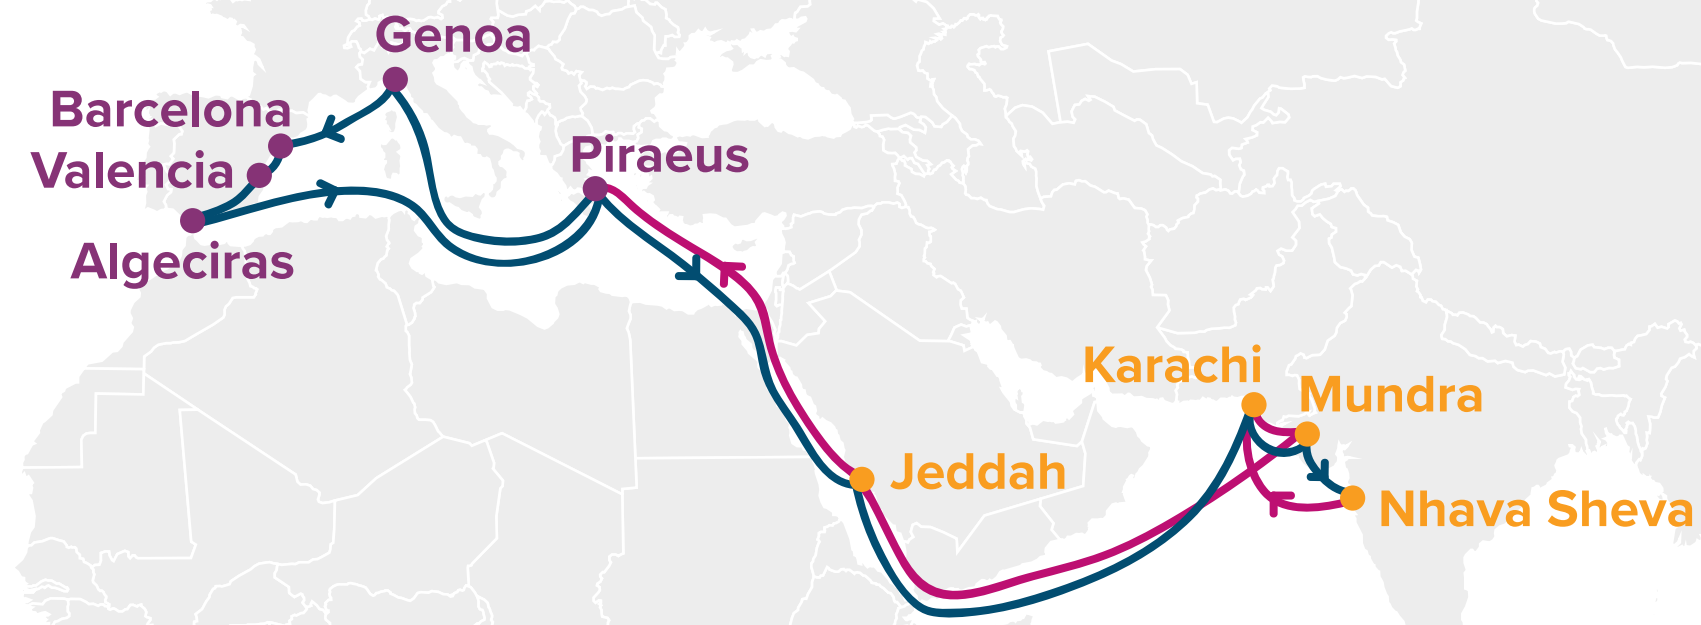 Genoa
Barcelona
Piraeus
Valencia
Algeciras
Karachi
Mundra
Jeddah
Nhava Sheva